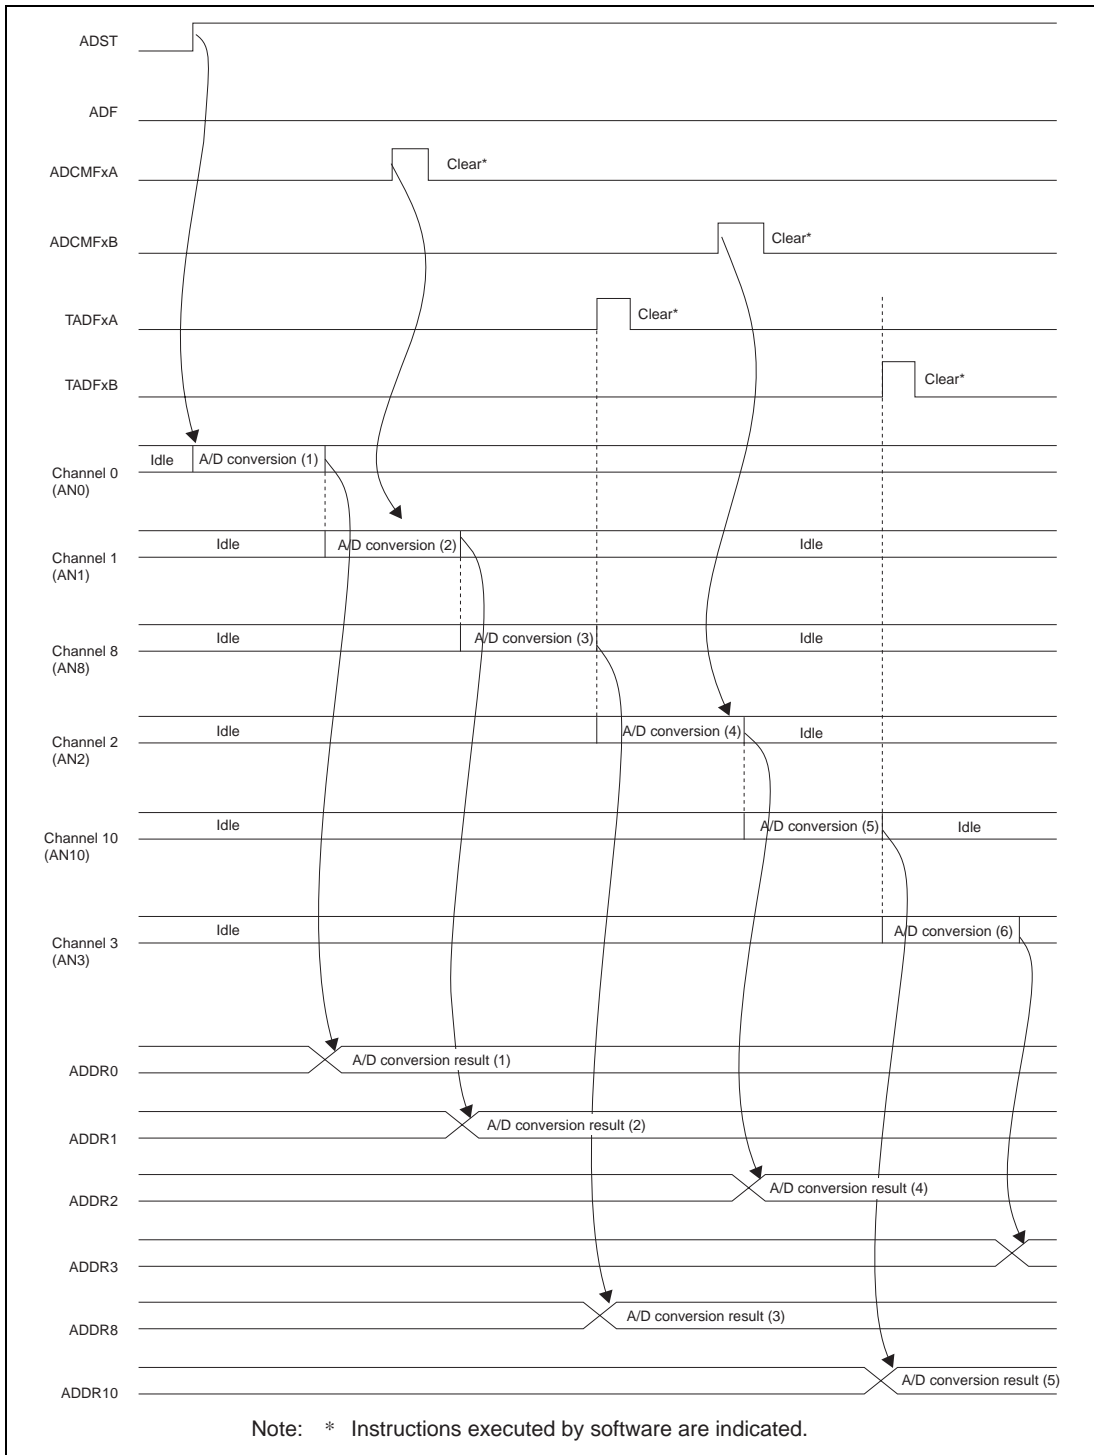 ADST
ADF
ADCMFxA
Clear*
ADCMFxB
Clear*
TADFxA
Clear*
TADFxB
Clear*
Channel 0
(AN0)
Idle
A/D conversion (1)
Channel 1
(AN1)
Idle
A/D conversion (2)
Idle
Channel 8
(AN8)
Idle
A/D conversion (3)
Idle
Channel 2
(AN2)
Idle
A/D conversion (4)
Idle
Channel 10
(AN10)
Idle
A/D conversion (5)
Idle
Channel 3
(AN3)
Idle
A/D conversion (6)
ADDR0
A/D conversion result (1)
ADDR1
A/D conversion result (2)
ADDR2
A/D conversion result (4)
ADDR3
ADDR8
A/D conversion result (3)
ADDR10
A/D conversion result (5)
Note: * Instructions executed by software are indicated.